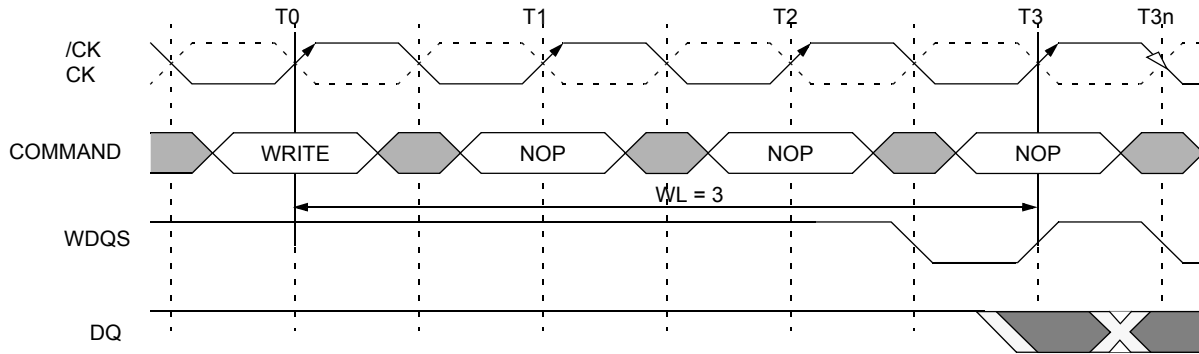 T0 T1 T2 T3 T3n
/CK
CK
COMMAND WRITE NOP NOP NOP
WL = 3
WDQS
DQ